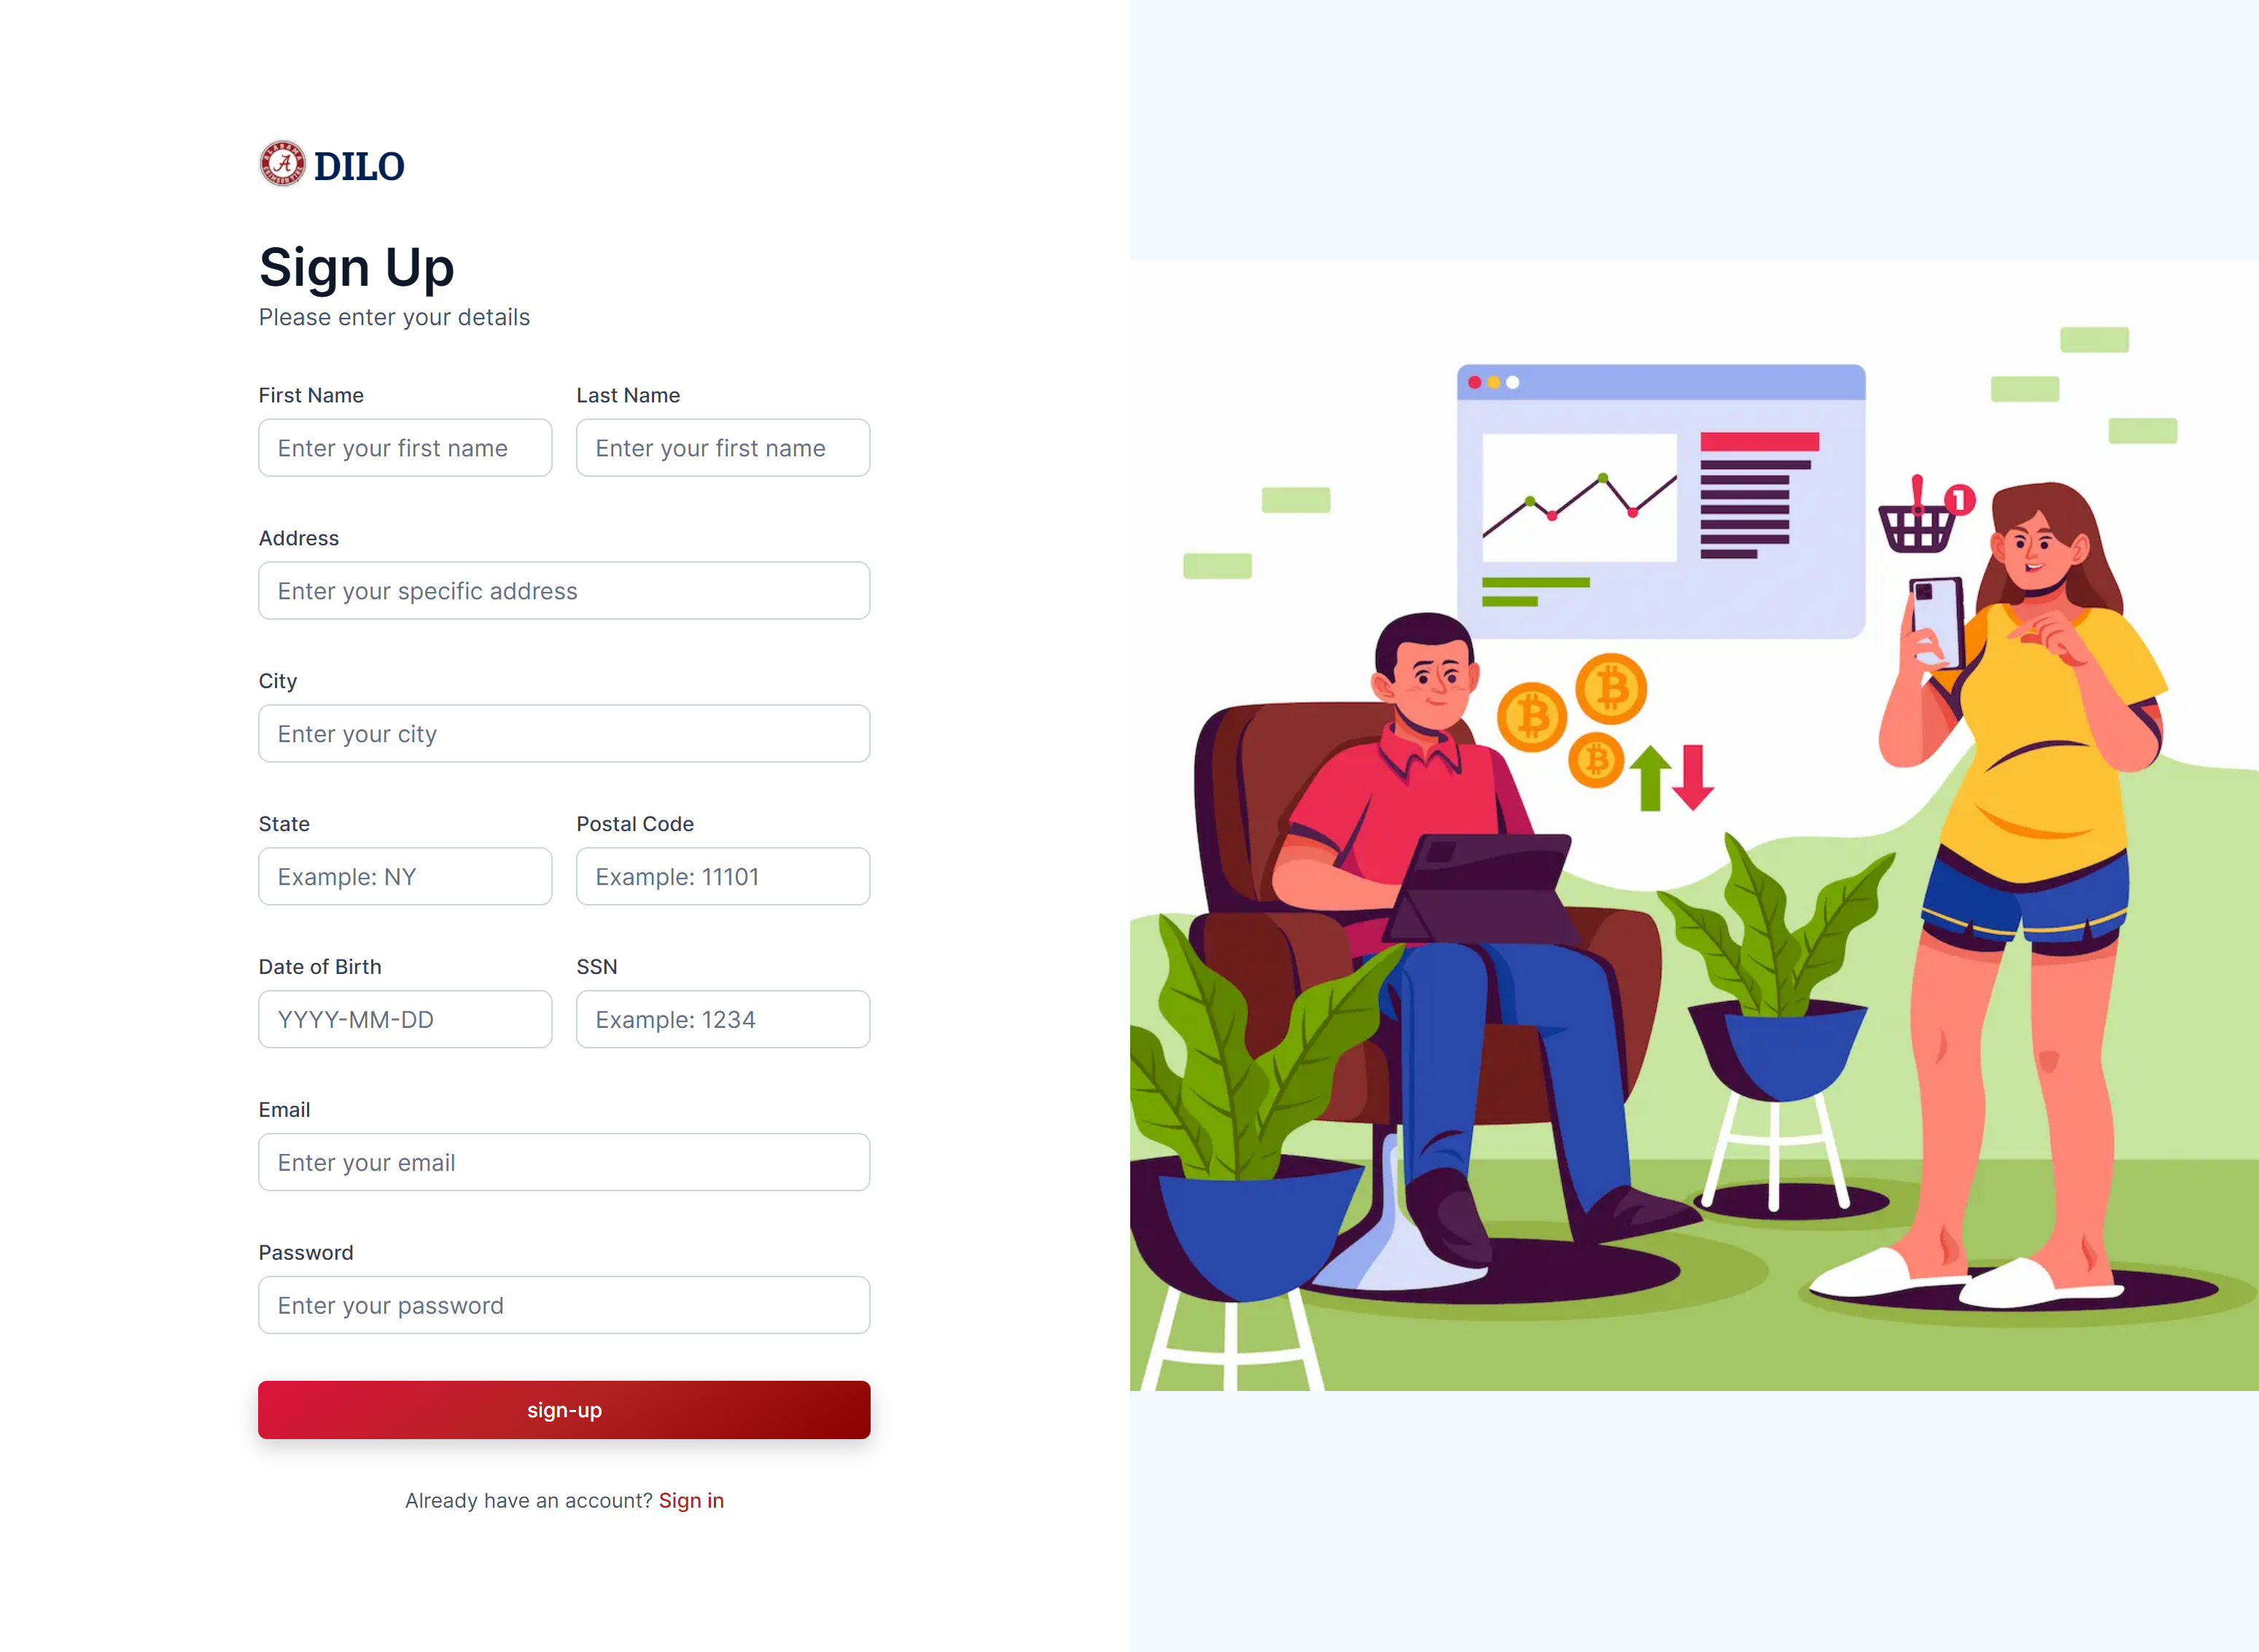 ALABAMA
A
CRIMSON TIDE
DILO
Sign Up
Please enter your details
First Name
Last Name
Enter your first name
Enter your first name
Address
Enter your specific address
City
Enter your city
State
Postal Code
Example: NY
Example: 11101
Date of Birth
SSN
YYYY-MM-DD
Example: 1234
Email
Enter your email
Password
Enter your password
sign-up
Already have an account? Sign in
1